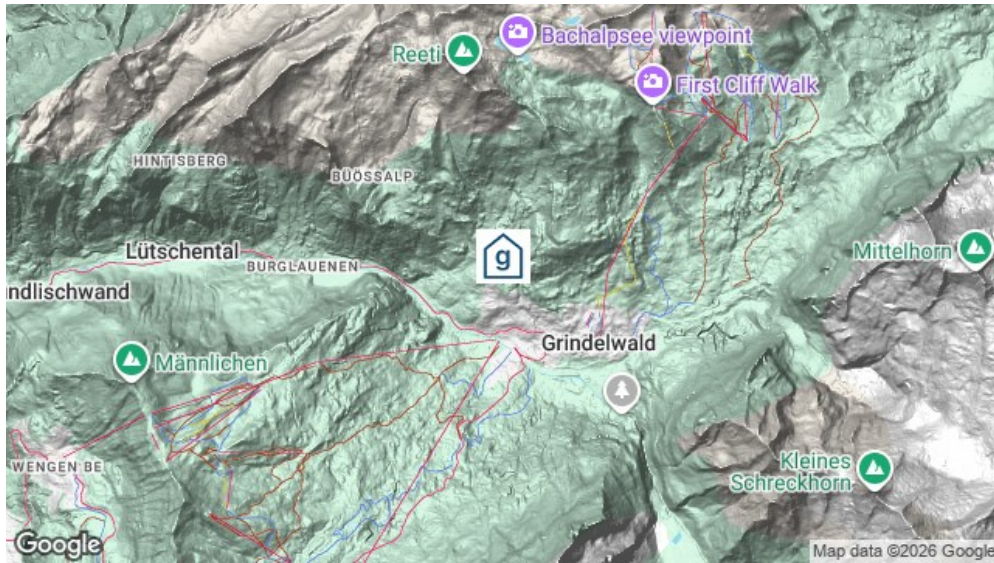 Bachalpsee viewpoint
Reeti
First Cliff Walk
HINTISBERG
BÜÖSSALP
Lütschental
BURGLAUENEN
g
Mittelhorn
ndlischwand
Grindelwald
Männlichen
WENGEN BE
Kleines
Schreckhorn
Google
Map data ©2026 Google